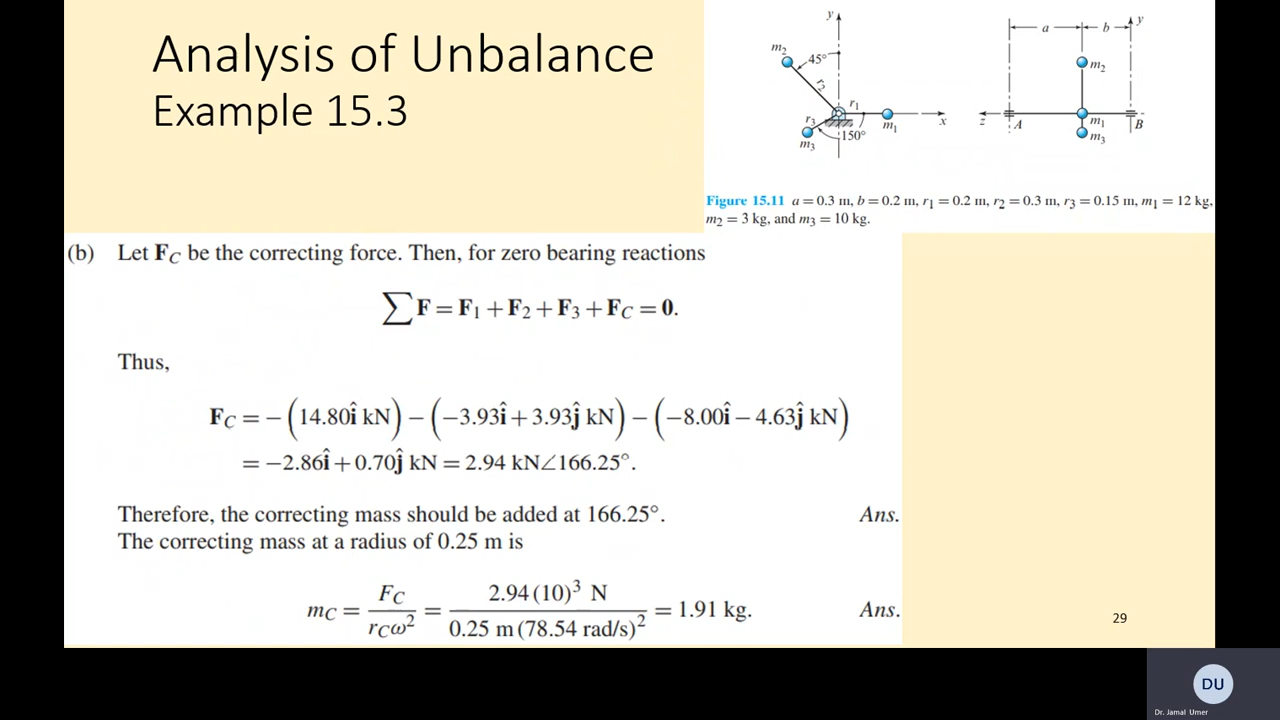 Analysis of Unbalance
Example 15.3
y
m2
45°
r2
r1
r3
m1
x
m3
150°
a
b
y
m2
z
A
m1
B
m3
Figure 15.11 a = 0.3 m, b = 0.2 m, r1 = 0.2 m, r2 = 0.3 m, r3 = 0.15 m, m1 = 12 kg,
m2 = 3 kg, and m3 = 10 kg.
(b) Let F_C be the correcting force. Then, for zero bearing reactions
∑F = F1 + F2 + F3 + F_C = 0.
Thus,
F_C = −(14.80î kN) − (−3.93î + 3.93ĵ kN) − (−8.00î − 4.63ĵ kN)
= −2.86î + 0.70ĵ kN = 2.94 kN∠166.25°.
Therefore, the correcting mass should be added at 166.25°. Ans.
The correcting mass at a radius of 0.25 m is
m_C = F_C / r_Cω² = 2.94(10)³ N / 0.25 m(78.54 rad/s)² = 1.91 kg. Ans.
29
DU
Dr. Jamal Umer